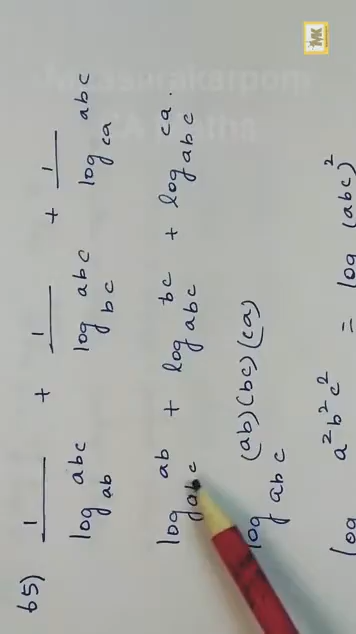 65) 1/log_ab abc + 1/log_bc abc + 1/log_ca abc
log_abc ab + log_abc bc + log_abc ca.
log_abc (ab)(bc)(ca)
log a²b²c² = log (abc)²
MK